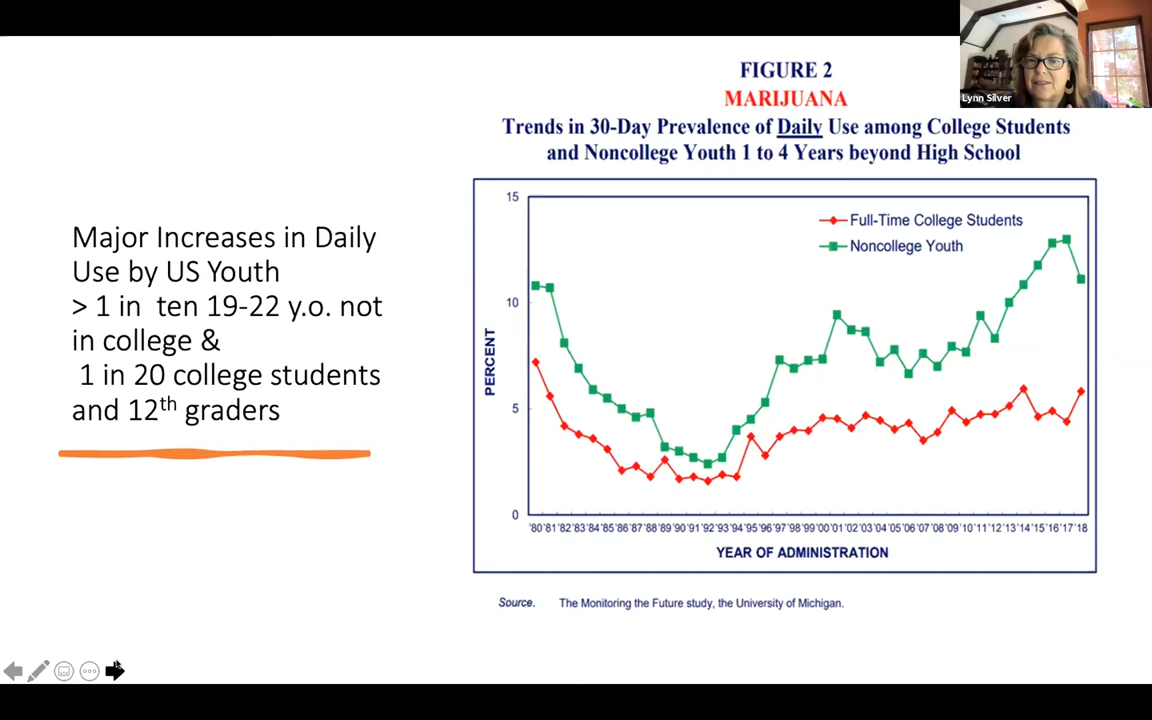 Lynn Silver
FIGURE 2
MARIJUANA
Trends in 30-Day Prevalence of Daily Use among College Students
and Noncollege Youth 1 to 4 Years beyond High School
Major Increases in Daily
Use by US Youth
> 1 in ten 19-22 y.o. not
in college &
1 in 20 college students
and 12th graders
15
10
5
0
PERCENT
Full-Time College Students
Noncollege Youth
'80 '81 '82 '83 '84 '85 '86 '87 '88 '89 '90 '91 '92 '93 '94 '95 '96 '97 '98 '99 '00 '01 '02 '03 '04 '05 '06 '07 '08 '09 '10 '11 '12 '13 '14 '15 '16 '17 '18
YEAR OF ADMINISTRATION
Source. The Monitoring the Future study, the University of Michigan.